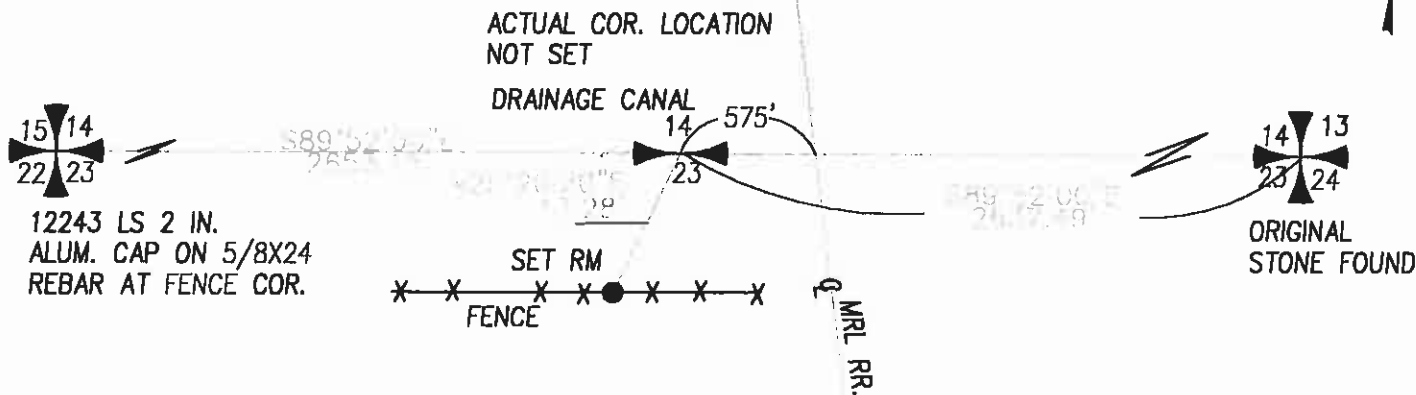 ACTUAL COR. LOCATION
NOT SET
DRAINAGE CANAL
15 14
22 23
14
23
575'
14 13
23 24
12243 LS 2 IN.
ALUM. CAP ON 5/8X24
REBAR AT FENCE COR.
SET RM
FENCE
MRL RR.
ORIGINAL
STONE FOUND